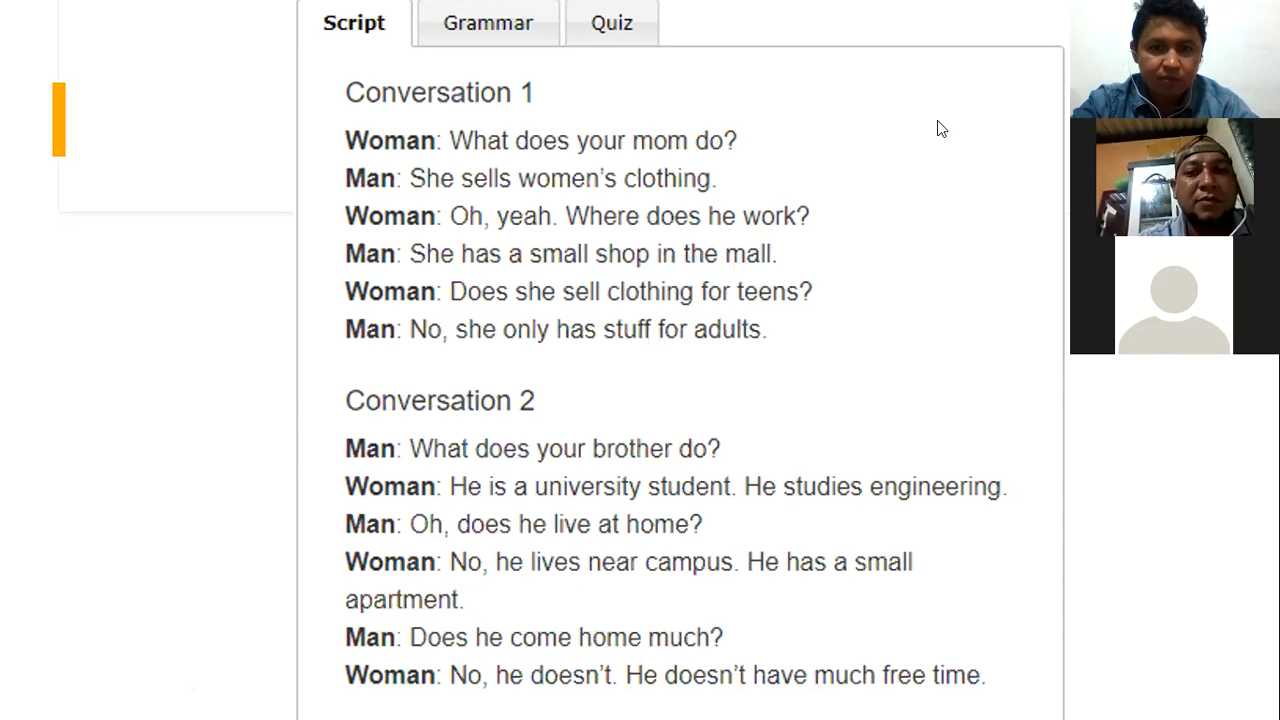 Script
Grammar
Quiz
Conversation 1
Woman: What does your mom do?
Man: She sells women’s clothing.
Woman: Oh, yeah. Where does he work?
Man: She has a small shop in the mall.
Woman: Does she sell clothing for teens?
Man: No, she only has stuff for adults.
Conversation 2
Man: What does your brother do?
Woman: He is a university student. He studies engineering.
Man: Oh, does he live at home?
Woman: No, he lives near campus. He has a small
apartment.
Man: Does he come home much?
Woman: No, he doesn’t. He doesn’t have much free time.